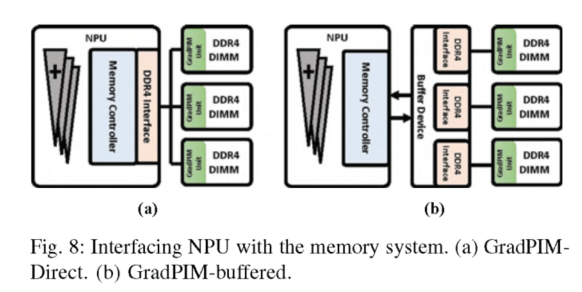 NPU
Memory Controller
DDR4 Interface
GradPIM
Unit
DDR4
DIMM
GradPIM
Unit
DDR4
DIMM
GradPIM
Unit
DDR4
DIMM
(a)
NPU
Memory Controller
Buffer Device
DDR4
Interface
GradPIM
Unit
DDR4
DIMM
DDR4
Interface
GradPIM
Unit
DDR4
DIMM
DDR4
Interface
GradPIM
Unit
DDR4
DIMM
(b)
Fig. 8: Interfacing NPU with the memory system. (a) GradPIM-
Direct. (b) GradPIM-buffered.